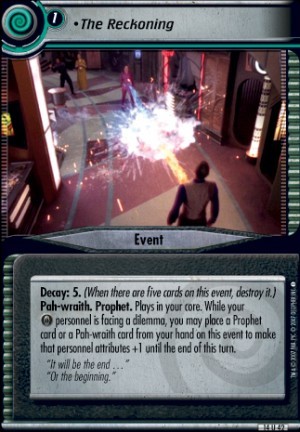 1
•The Reckoning
Event
Decay: 5. (When there are five cards on this event, destroy it.)
Pah-wraith. Prophet. Plays in your core. While your
personnel is facing a dilemma, you may place a Prophet
card or a Pah-wraith card from your hand on this event to make
that personnel attributes +1 until the end of this turn.
"It will be the end ..."
"Or the beginning."
14 U 62